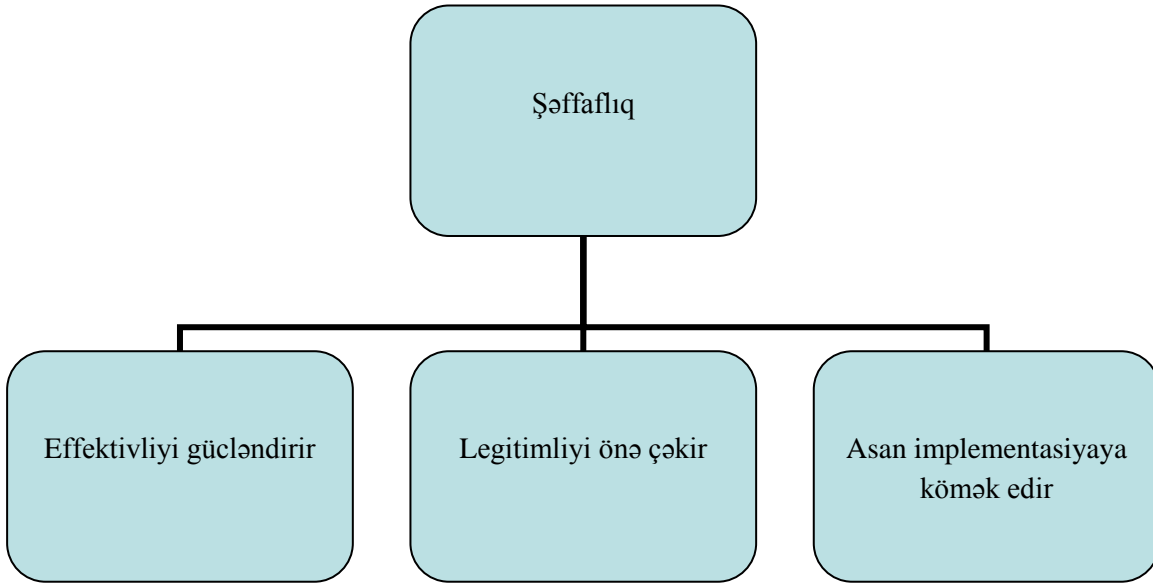 Şəffaflıq
Effektivliyi gücləndirir
Legitimliyi önə çəkir
Asan implementasiyaya
kömək edir